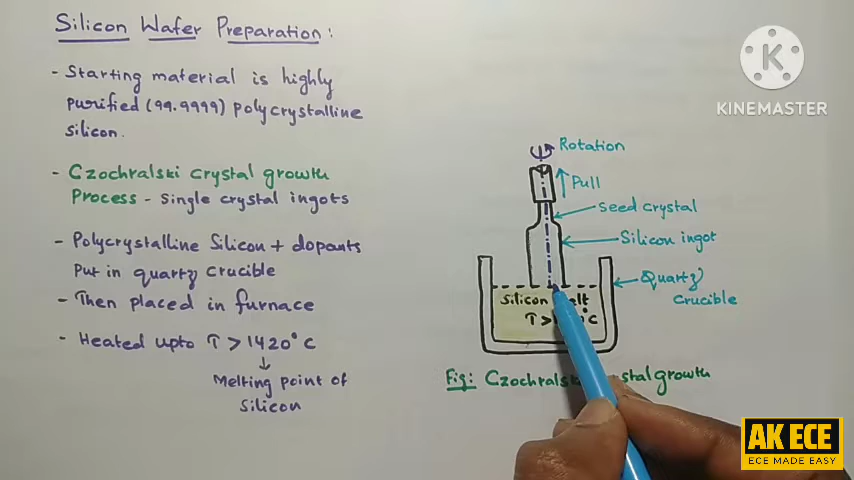 Silicon Wafer Preparation:
- Starting material is highly
purified (99.9999) polycrystalline
silicon.
- Czochralski crystal growth
Process - Single crystal ingots
- Polycrystalline Silicon + dopants
Put in quartz crucible
- Then placed in furnace
- Heated upto T > 1420°C
↓
Melting point of
Silicon
KINEMASTER
Rotation
Pull
Seed crystal
Silicon ingot
Quartz
crucible
Silicon melt
T > °C
Fig: Czochralski growth
AK ECE
ECE MADE EASY